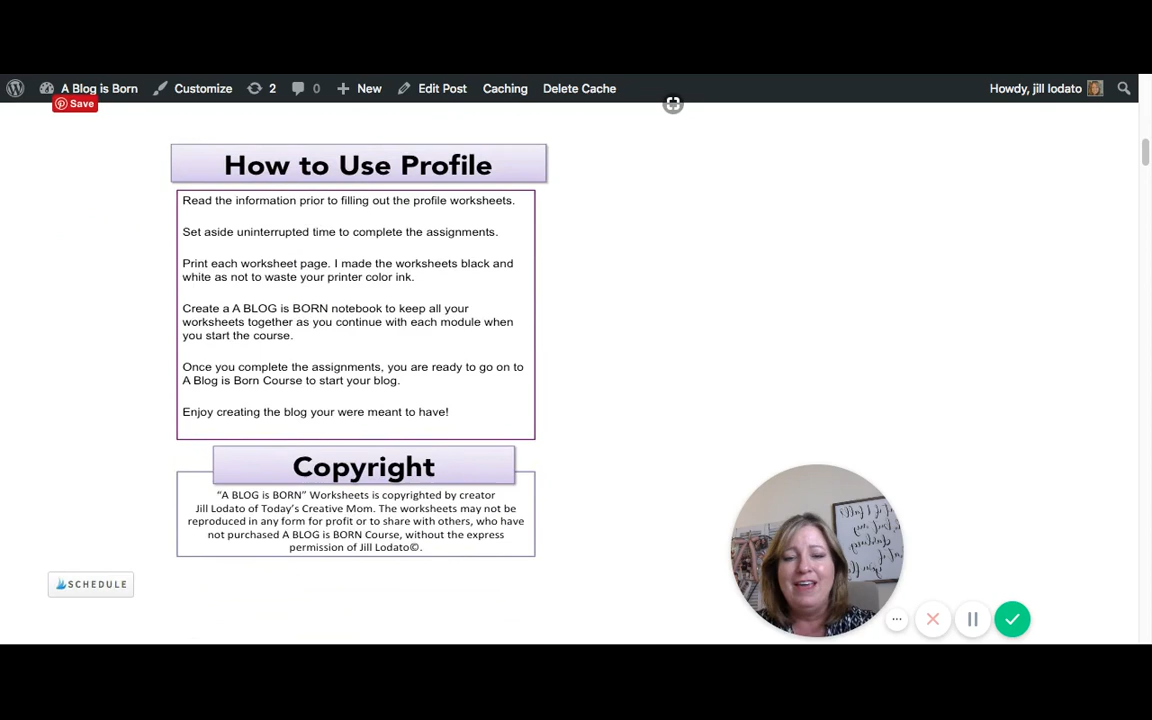 A Blog is Born Customize 2 0 New Edit Post Caching Delete Cache Howdy, jill lodato
Save
How to Use Profile
Read the information prior to filling out the profile worksheets.
Set aside uninterrupted time to complete the assignments.
Print each worksheet page. I made the worksheets black and
white as not to waste your printer color ink.
Create a A BLOG is BORN notebook to keep all your
worksheets together as you continue with each module when
you start the course.
Once you complete the assignments, you are ready to go on to
A Blog is Born Course to start your blog.
Enjoy creating the blog your were meant to have!
Copyright
“A BLOG is BORN” Worksheets is copyrighted by creator
Jill Lodato of Today’s Creative Mom. The worksheets may not be
reproduced in any form for profit or to share with others, who have
not purchased A BLOG is BORN Course, without the express
permission of Jill Lodato©.
SCHEDULE